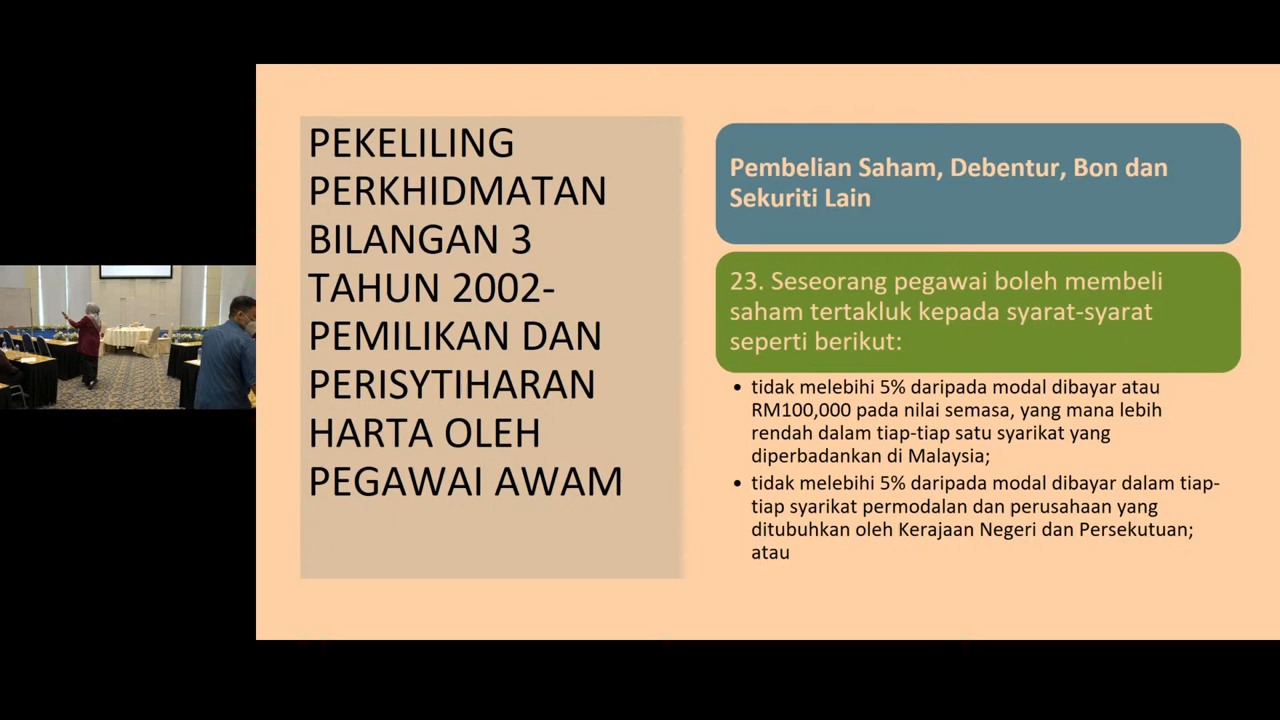 PEKELILING
PERKHIDMATAN
BILANGAN 3
TAHUN 2002-
PEMILIKAN DAN
PERISYTIHARAN
HARTA OLEH
PEGAWAI AWAM
Pembelian Saham, Debentur, Bon dan
Sekuriti Lain
23. Seseorang pegawai boleh membeli
saham tertakluk kepada syarat-syarat
seperti berikut:
• tidak melebihi 5% daripada modal dibayar atau
RM100,000 pada nilai semasa, yang mana lebih
rendah dalam tiap-tiap satu syarikat yang
diperbadankan di Malaysia;
• tidak melebihi 5% daripada modal dibayar dalam tiap-
tiap syarikat permodalan dan perusahaan yang
ditubuhkan oleh Kerajaan Negeri dan Persekutuan;
atau